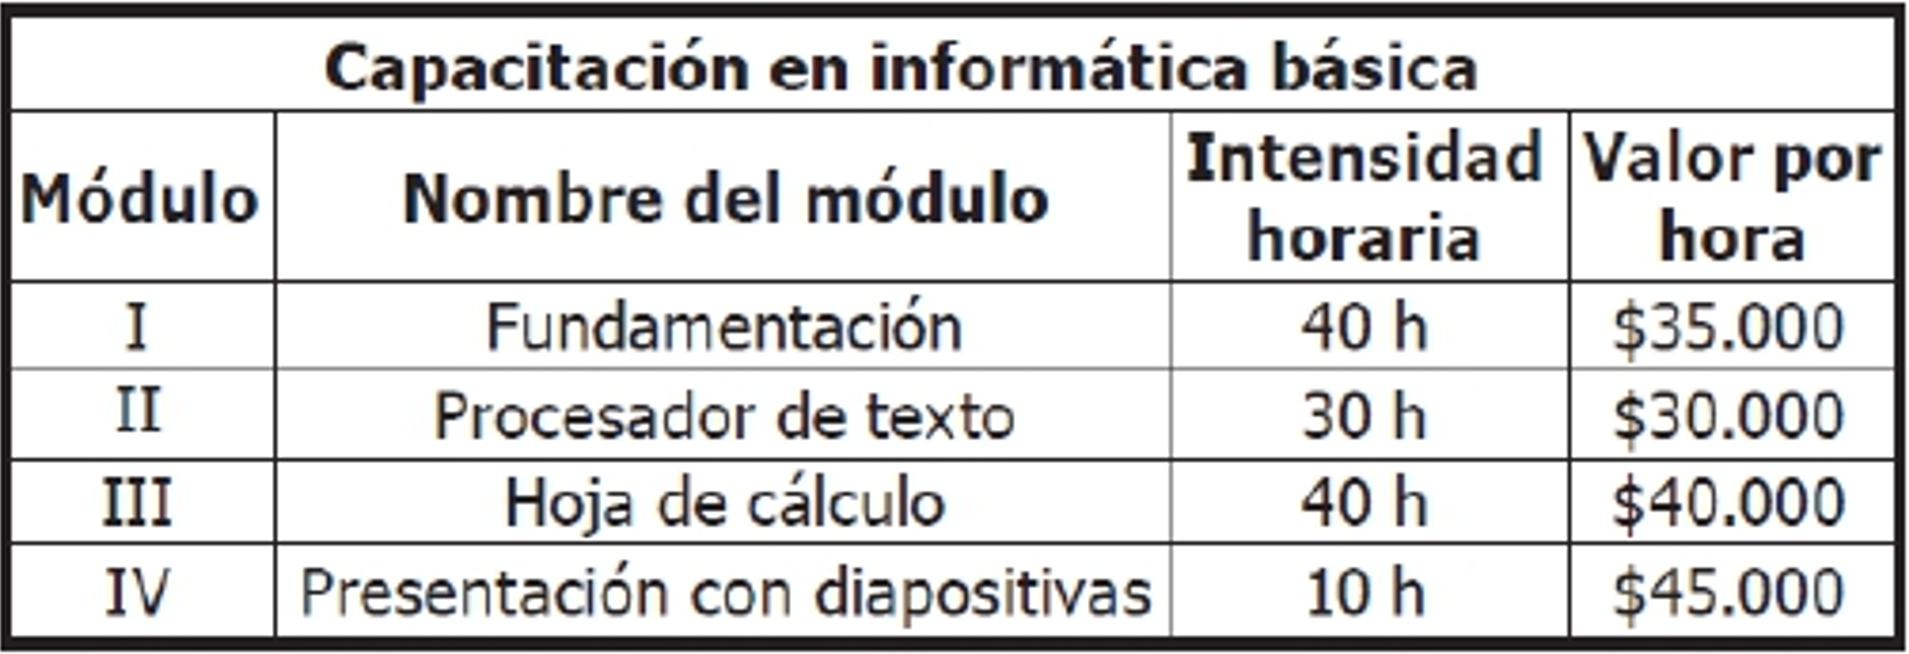 Capacitación en informática básica
Módulo Nombre del módulo Intensidad horaria Valor por hora
I Fundamentación 40 h $35.000
II Procesador de texto 30 h $30.000
III Hoja de cálculo 40 h $40.000
IV Presentación con diapositivas 10 h $45.000